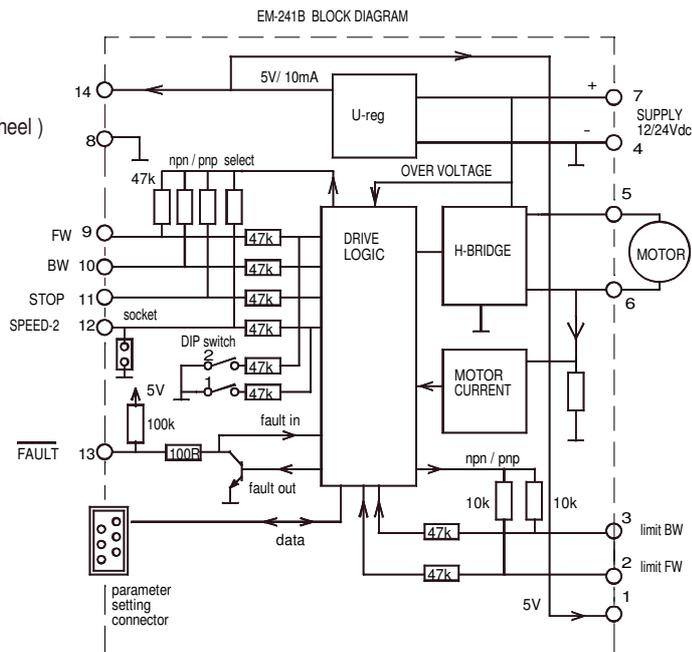 EM-241B BLOCK DIAGRAM
14
5V/ 10mA
U-reg
+
7
SUPPLY
12/24Vdc
heel )
8
-
4
npn / pnp select
OVER VOLTAGE
47k
5
FW 9
47k
DRIVE
LOGIC
H-BRIDGE
MOTOR
BW 10
47k
STOP 11
47k
6
SPEED-2 12
47k
socket
DIP switch
2
47k
1
47k
MOTOR
CURRENT
5V
100k
fault in
FAULT 13
100R
npn / pnp
fault out
10k
10k
data
47k
3 limit BW
47k
2 limit FW
parameter
setting
connector
5V
1